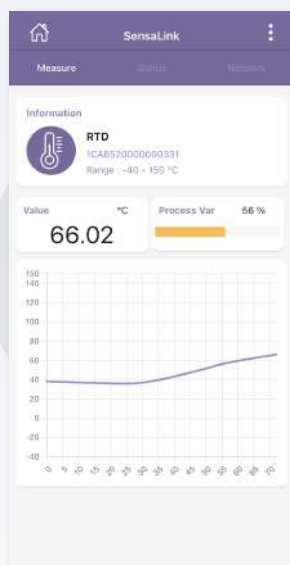 SensaLink
Measure Status Network
Information
RTD
Range : -40 ~ 150 °C
Value °C
66.02
Process Var 56 %
150
140
120
100
80
60
40
20
0
-20
-40
0 5 10 15 20 25 30 35 40 45 50 55 60 65 70